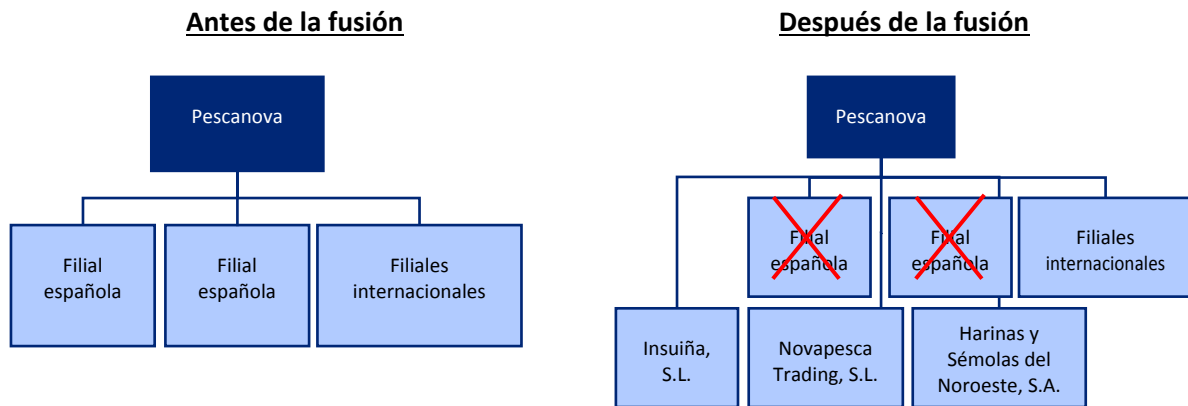 Antes de la fusión
Pescanova
Filial
española
Filial
española
Filiales
internacionales
Después de la fusión
Pescanova
Filial
española
Filial
española
Filiales
internacionales
Insuiña,
S.L.
Novapesca
Trading, S.L.
Harinas y
Sémolas del
Noroeste, S.A.